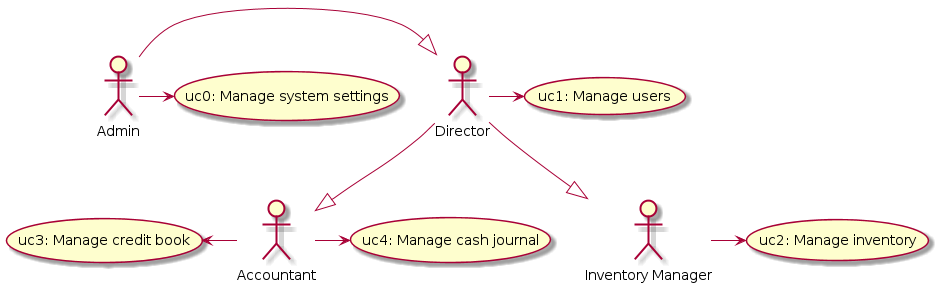 uc0: Manage system settings
uc1: Manage users
Admin
Director
uc3: Manage credit book
uc4: Manage cash journal
uc2: Manage inventory
Accountant
Inventory Manager